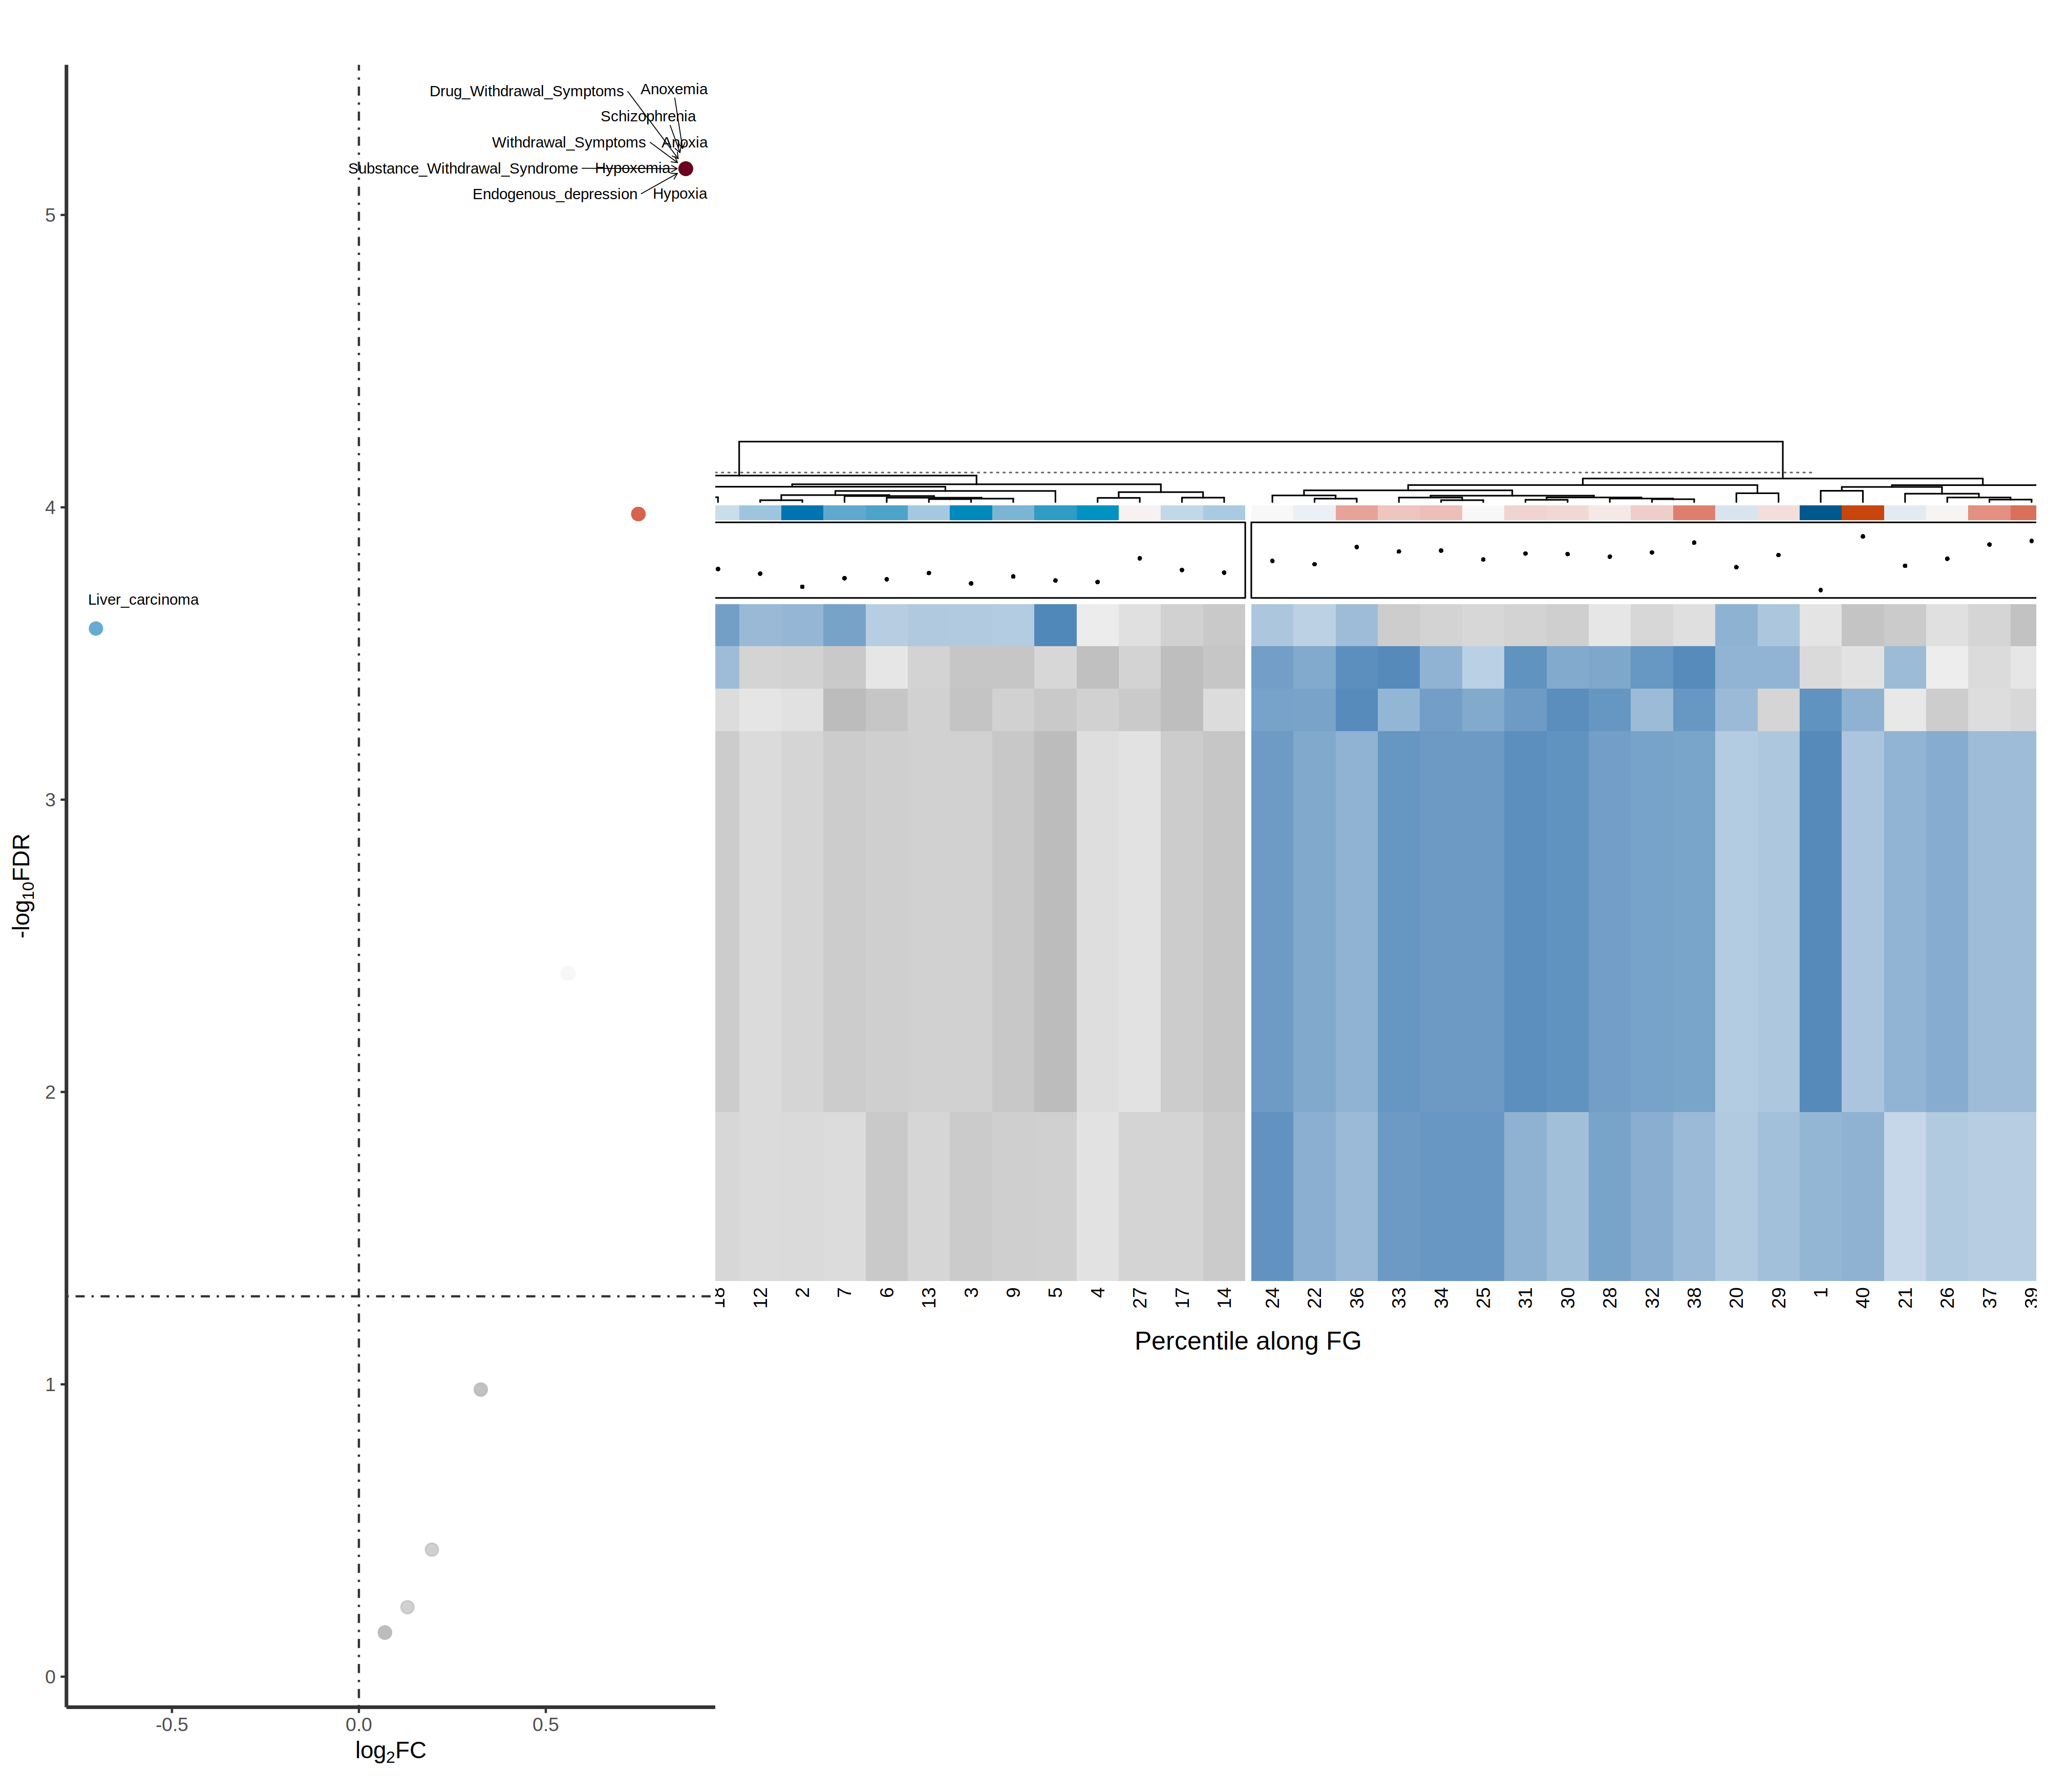 Drug_Withdrawal_Symptoms
Anoxemia
Schizophrenia
Withdrawal_Symptoms
Anoxia
Substance_Withdrawal_Syndrome
Hypoxemia
Endogenous_depression
Hypoxia
Liver_carcinoma
5
4
3
2
1
0
-log10FDR
-0.5 0.0 0.5
log2FC
18 12 2 7 6 13 3 9 5 4 27 17 14 24 22 36 33 34 25 31 30 28 32 38 20 29 1 40 21 26 37 39
Percentile along FG